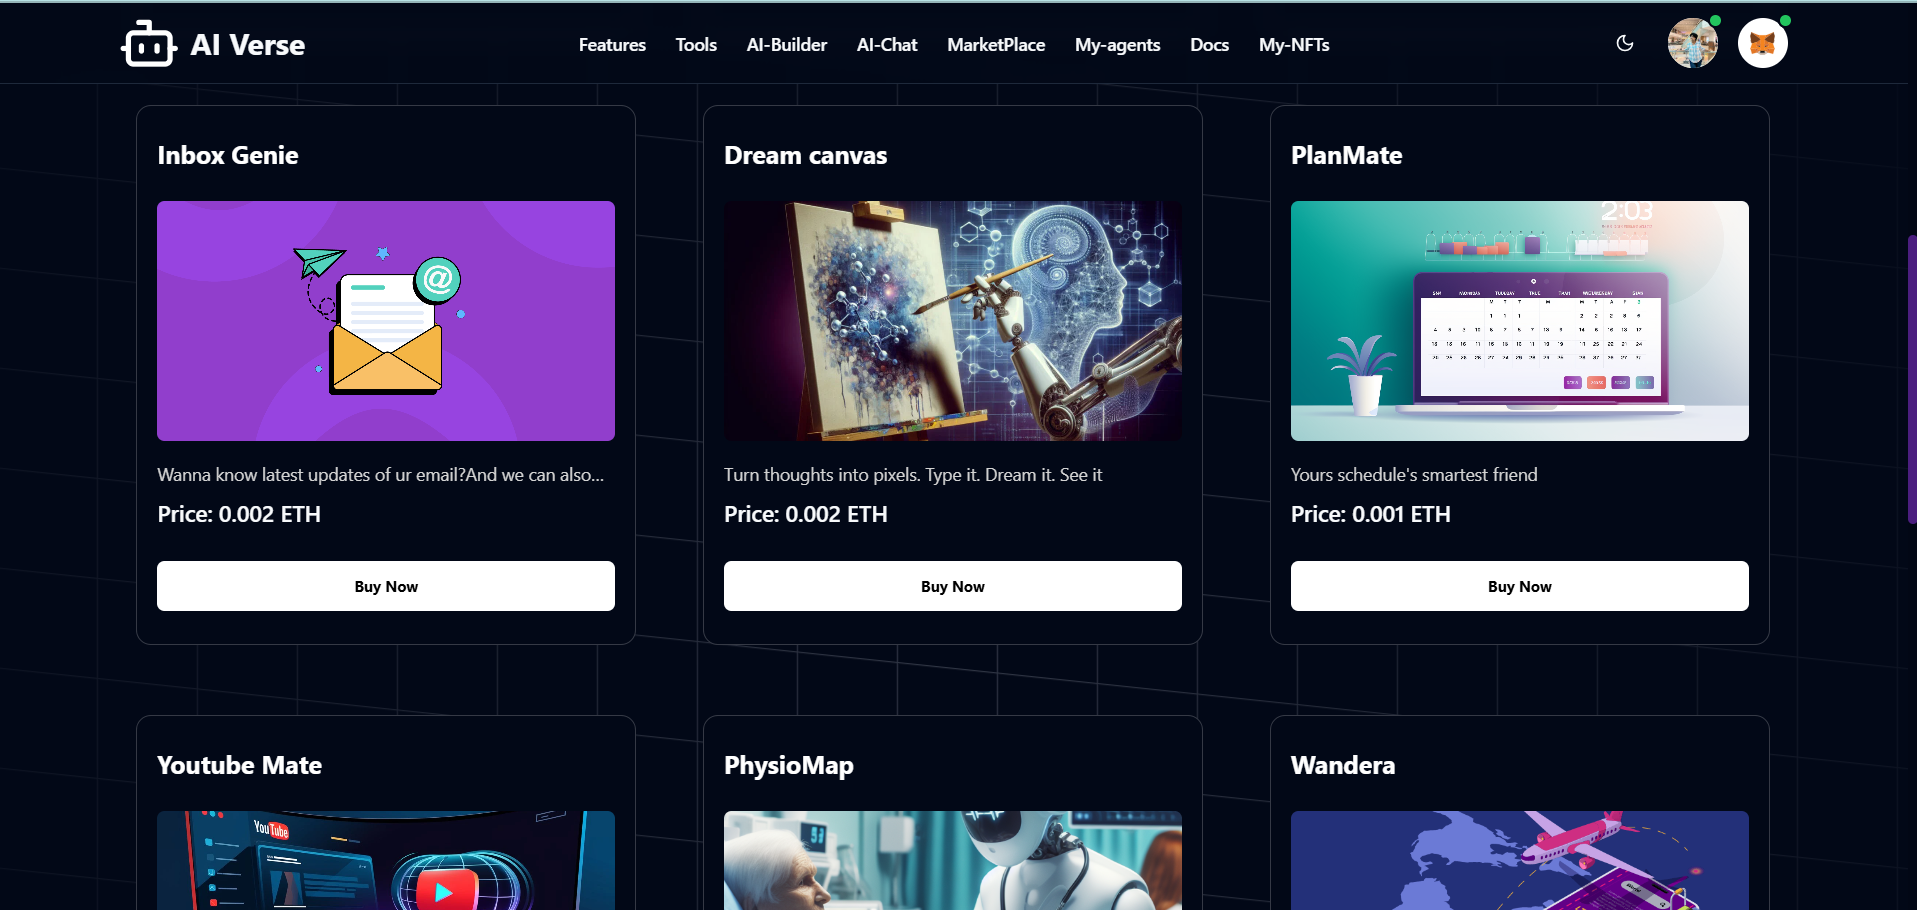 AI Verse
Features Tools AI-Builder AI-Chat MarketPlace My-agents Docs My-NFTs
Inbox Genie
@
Wanna know latest updates of ur email?And we can also...
Price: 0.002 ETH
Buy Now
Dream canvas
Turn thoughts into pixels. Type it. Dream it. See it
Price: 0.002 ETH
Buy Now
PlanMate
2:03
Yours schedule's smartest friend
Price: 0.001 ETH
Buy Now
Youtube Mate
YouTube
PhysioMap
Wandera